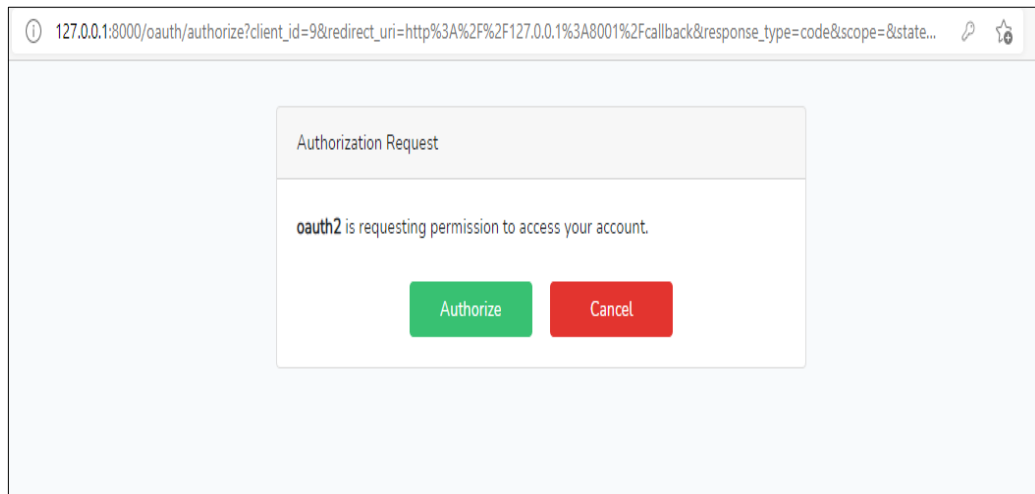 127.0.0.1:8000/oauth/authorize?client_id=9&redirect_uri=http%3A%2F%2F127.0.0.1%3A8001%2Fcallback&response_type=code&scope=&state...
Authorization Request
oauth2 is requesting permission to access your account.
Authorize Cancel